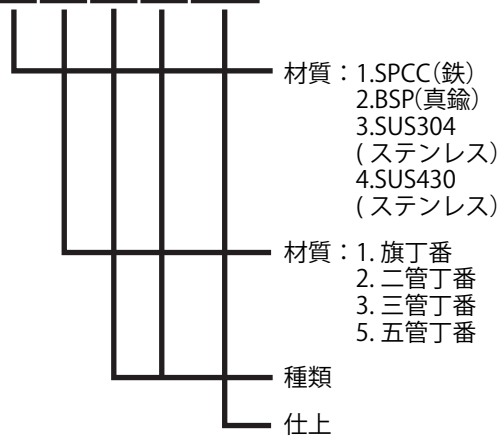 材質：1.SPCC（鉄）
2.BSP（真鍮）
3.SUS304
( ステンレス）
4.SUS430
( ステンレス）
材質：1. 旗丁番
2. 二管丁番
3. 三管丁番
5. 五管丁番
種類
仕上